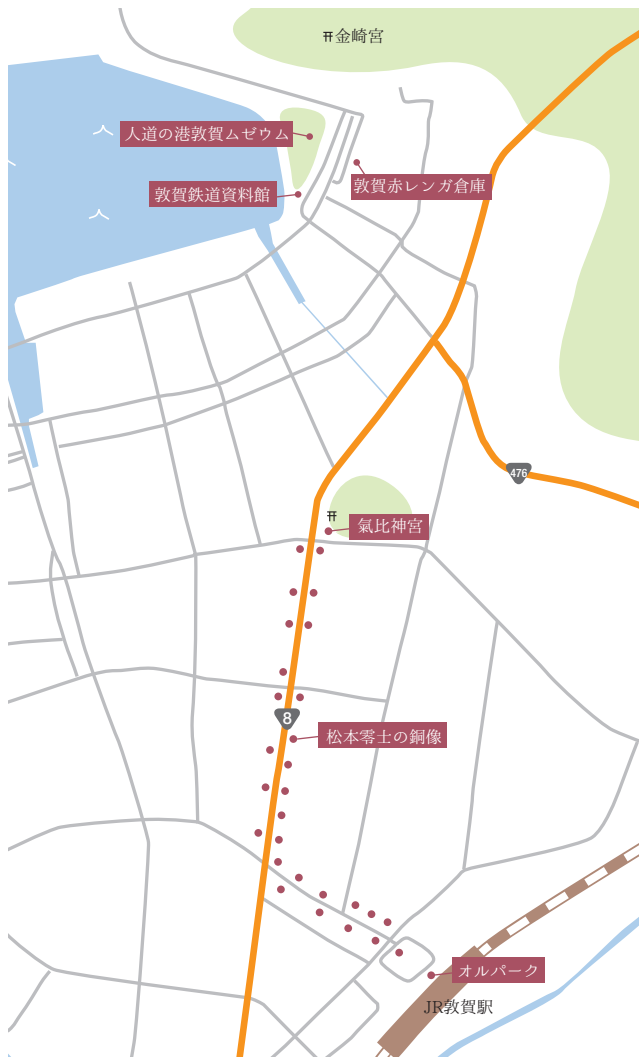 金崎宮
人道の港敦賀ムゼウム
敦賀赤レンガ倉庫
敦賀鉄道資料館
476
氣比神宮
8
松本零士の銅像
オルパーク
JR敦賀駅